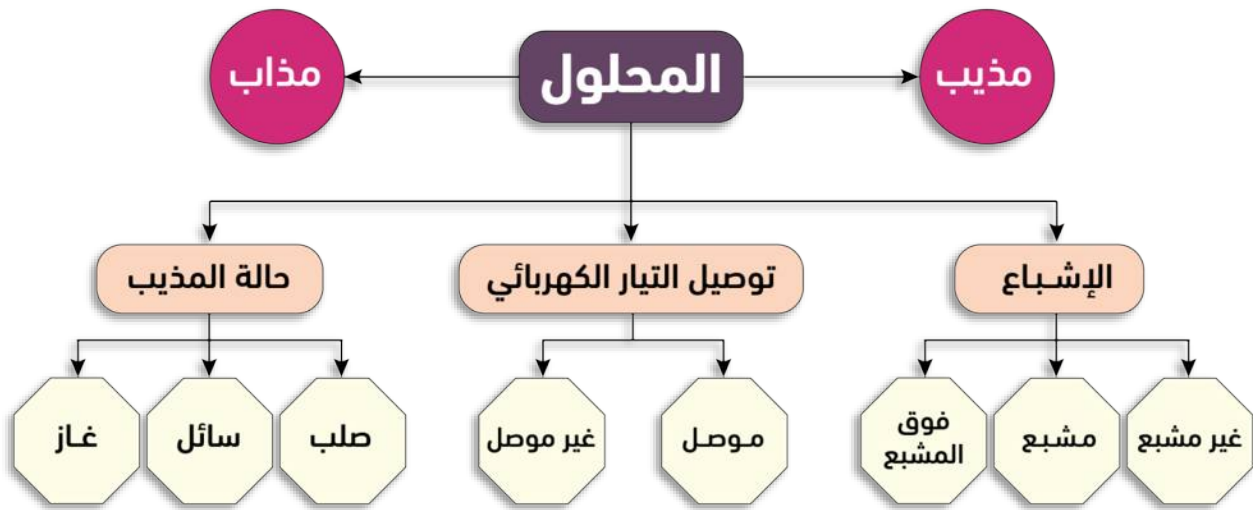 مذيب
المحلول
مذاب
الإشباع
توصيل التيار الكهربائي
حالة المذيب
غير مشبع
مشبع
فوق
المشبع
موصل
غير موصل
صلب
سائل
غاز